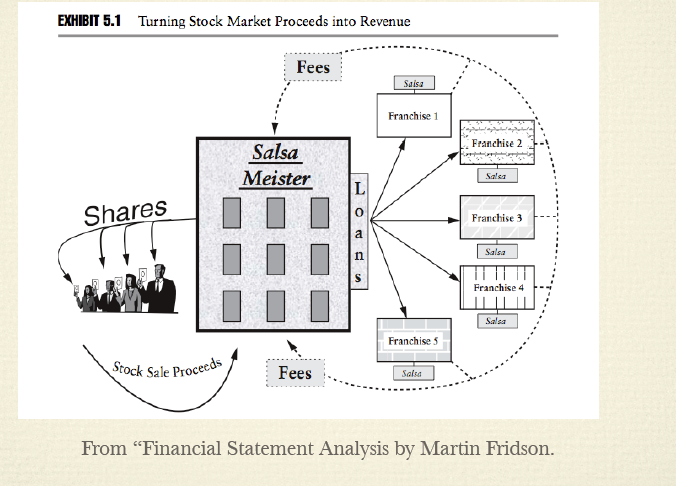 EXHIBIT 5.1 Turning Stock Market Proceeds into Revenue
Fees
Salsa
Franchise 1
Salsa
Meister
Franchise 2
Salsa
Loans
Shares
Franchise 3
Salsa
Franchise 4
Salsa
Franchise 5
Salsa
Stock Sale Proceeds
Fees
From “Financial Statement Analysis by Martin Fridson.